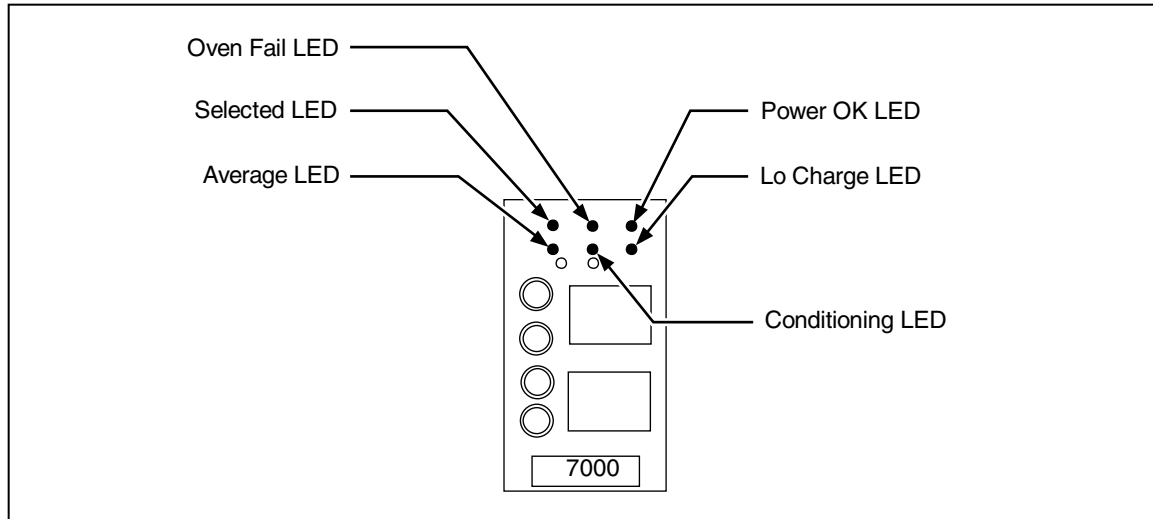 Oven Fail LED
Selected LED
Power OK LED
Average LED
Lo Charge LED
Conditioning LED
7000